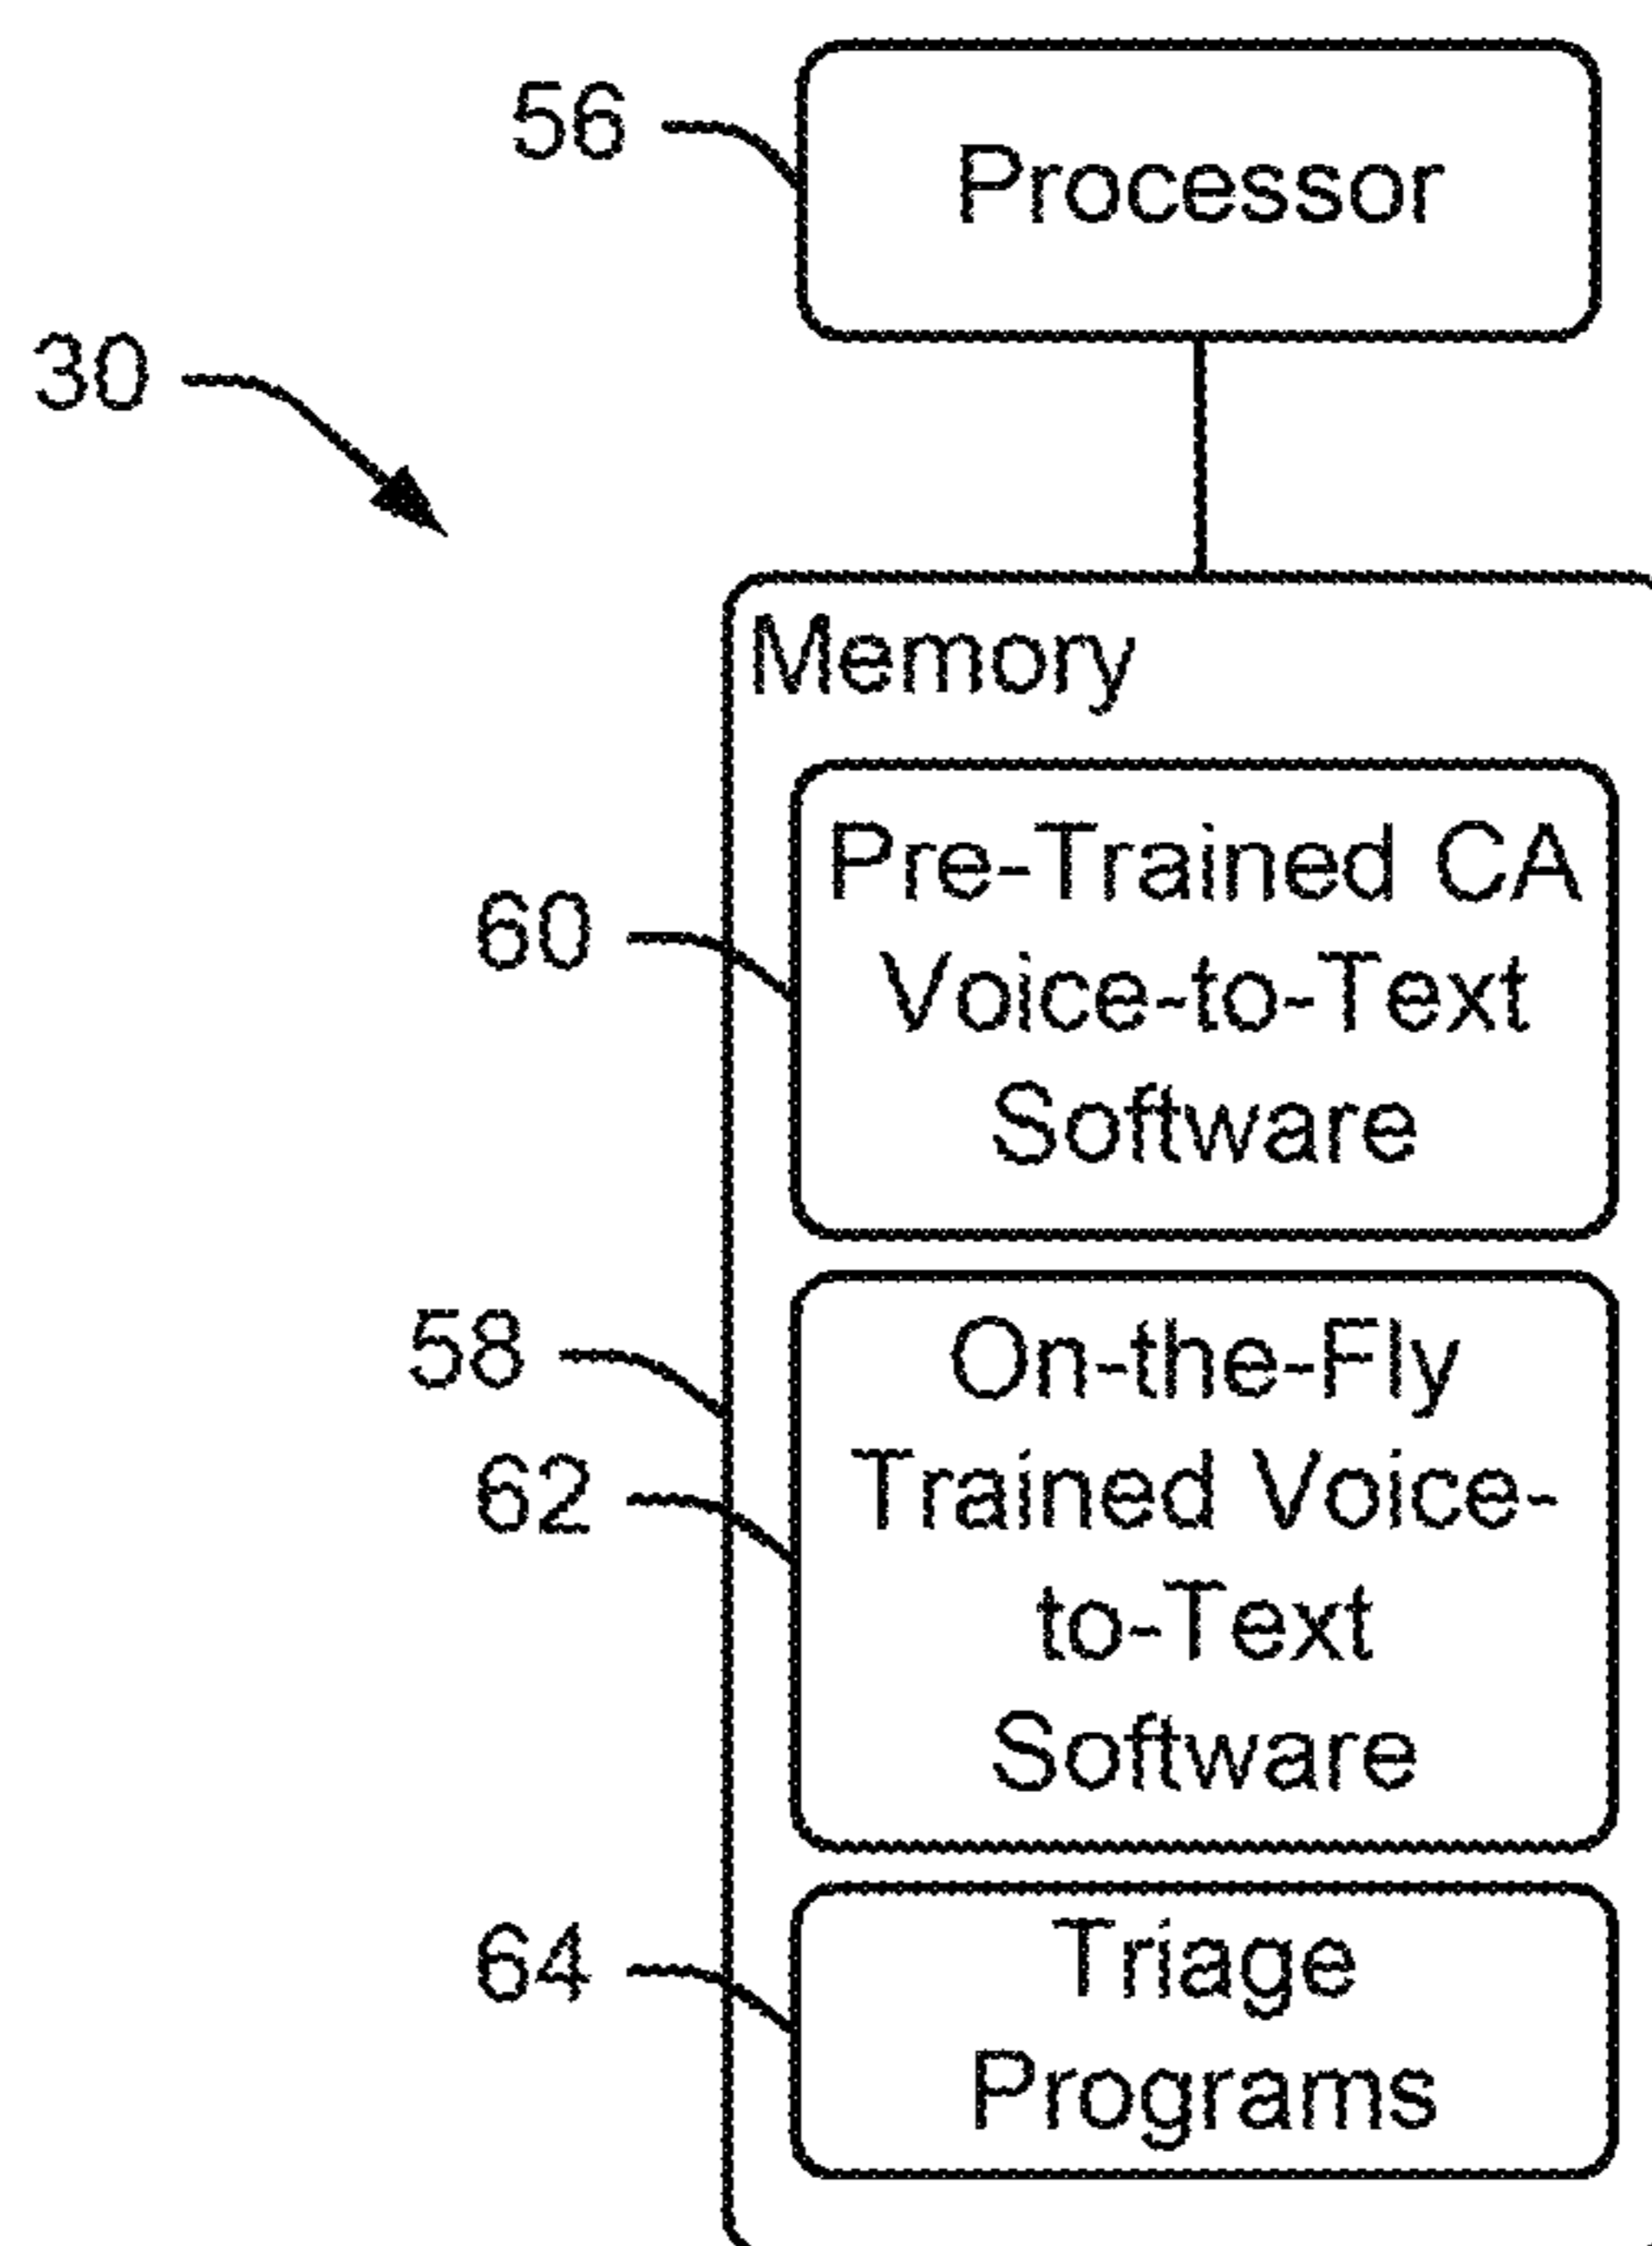 56
Processor
30
Memory
Pre-Trained CA
60
Voice-to-Text
Software
58
On-the-Fly
62
Trained Voice-
to-Text
Software
64
Triage
Programs